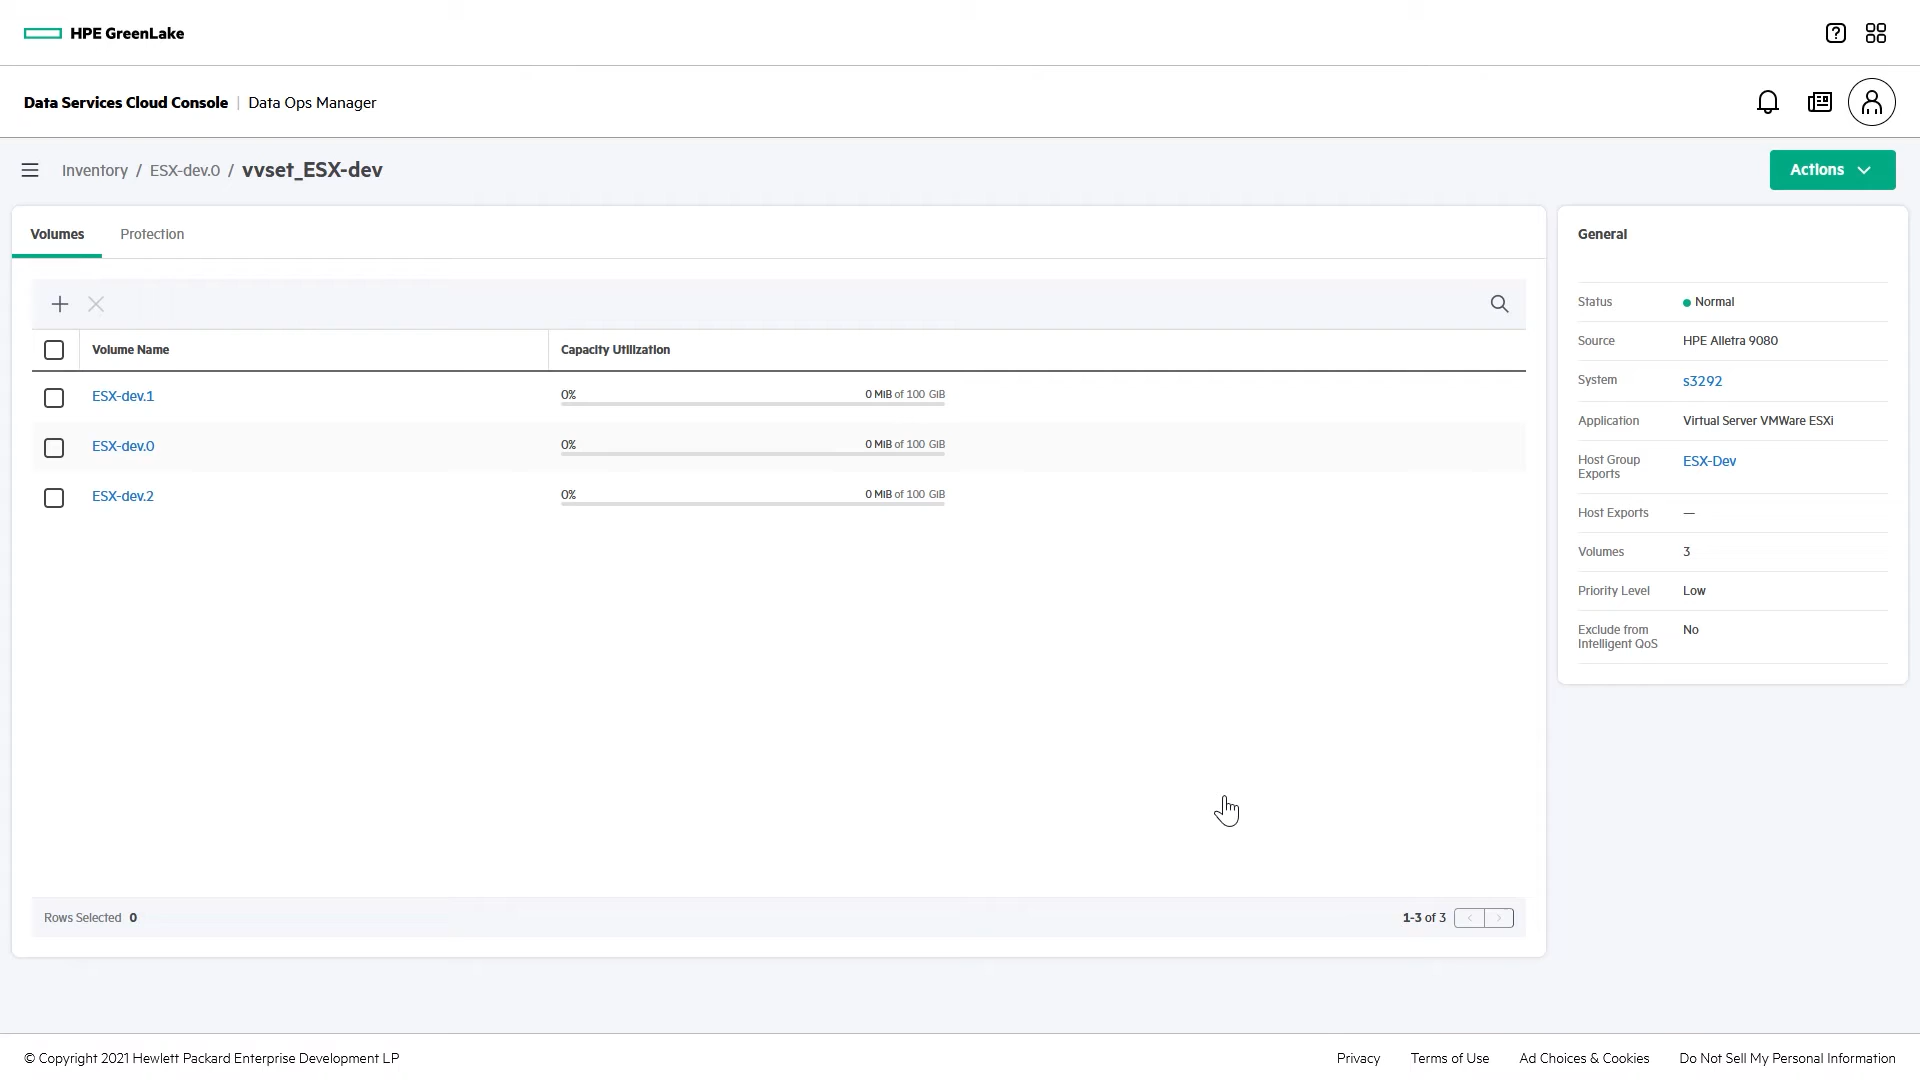 HPE GreenLake
Data Services Cloud Console | Data Ops Manager
Inventory / ESX-dev.0 / vvset_ESX-dev
Actions
Volumes
Protection
Volume Name
Capacity Utilization
ESX-dev.1
0%
0 MiB of 100 GiB
ESX-dev.0
0%
0 MiB of 100 GiB
ESX-dev.2
0%
0 MiB of 100 GiB
Rows Selected 0
1-3 of 3
General
Status
Normal
Source
HPE Alletra 9080
System
s3292
Application
Virtual Server VMWare ESXi
Host Group
Exports
ESX-Dev
Host Exports
—
Volumes
3
Priority Level
Low
Exclude from
Intelligent QoS
No
© Copyright 2021 Hewlett Packard Enterprise Development LP
Privacy
Terms of Use
Ad Choices & Cookies
Do Not Sell My Personal Information